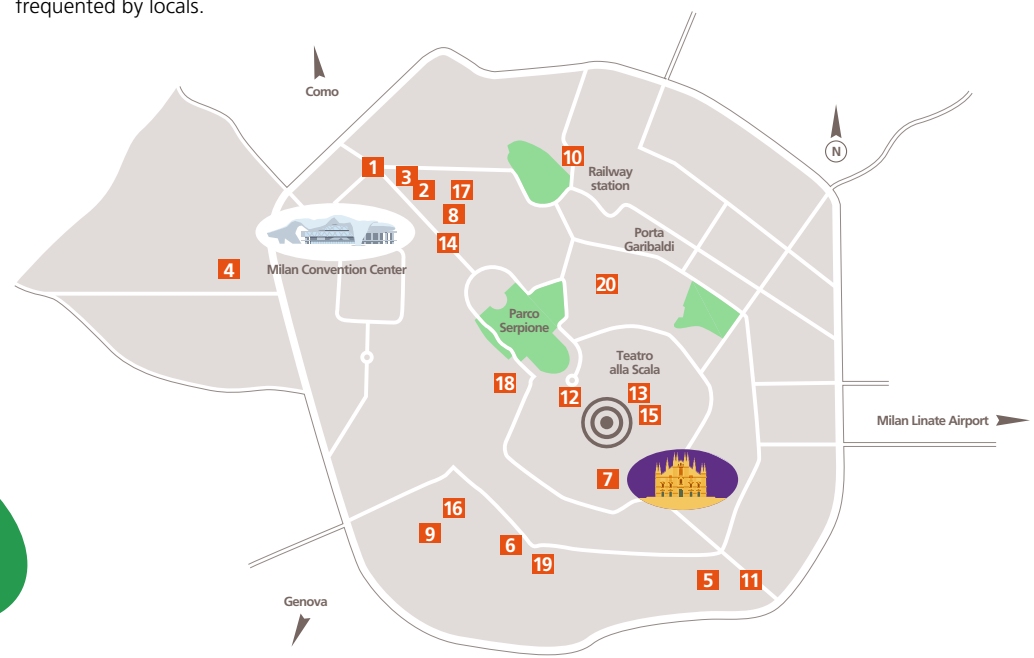 frequented by locals.
Como
N
10
1
Railway
station
3
2
17
8
Porta
Garibaldi
14
4
Milan Convention Center
20
Parco
Serpione
Teatro
alla Scala
18
13
12
15
Milan Linate Airport
7
16
9
6
19
5
11
Genova